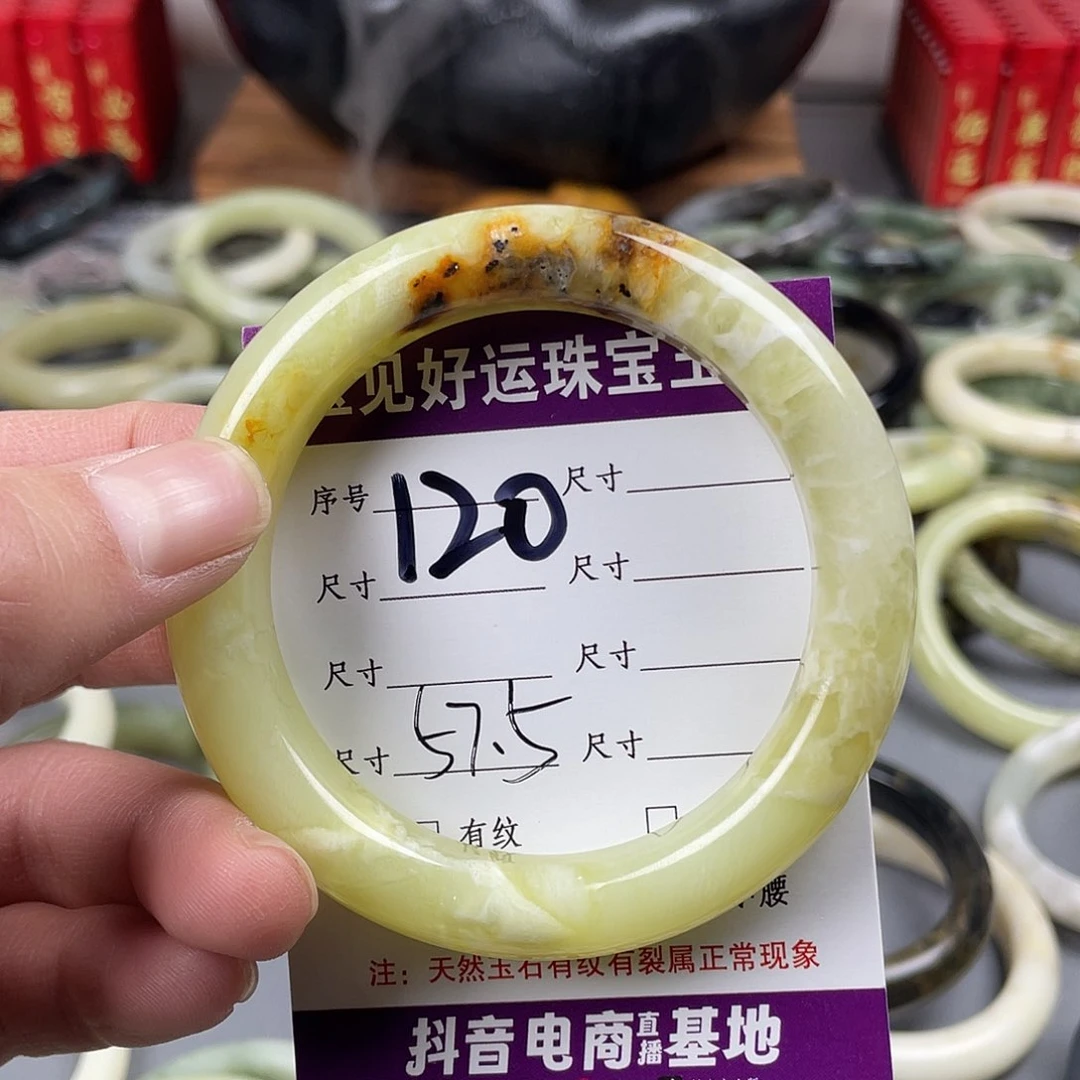 见好运珠宝玉
序号 120 尺寸
尺寸 尺寸
尺寸 尺寸
尺寸 57.5 尺寸
有纹
腰
注：天然玉石有纹有裂属正常现象
抖音电商直播基地